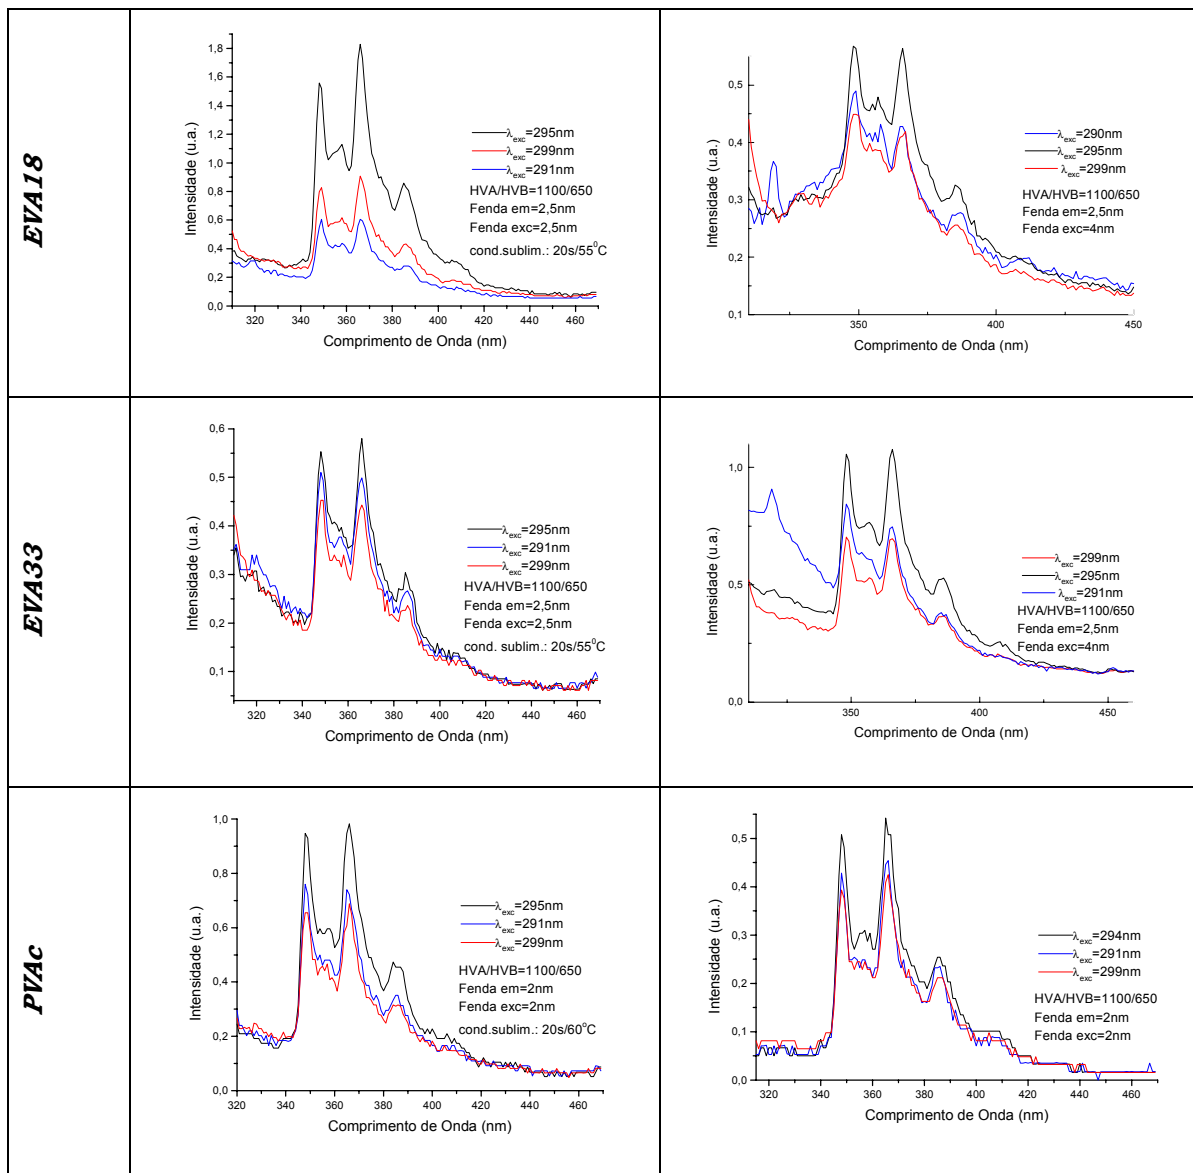 EVA18
1,8
1,6
1,4
1,2
1,0
0,8
0,6
0,4
0,2
0,0
Intensidade (u.a.)
λexc=295nm
λexc=299nm
λexc=291nm
HVA/HVB=1100/650
Fenda em=2,5nm
Fenda exc=2,5nm
cond.sublim.: 20s/55⁰C
320 340 360 380 400 420 440 460
Comprimento de Onda (nm)
0,5
0,4
0,3
0,2
0,1
Intensidade (u.a.)
λexc=290nm
λexc=295nm
λexc=299nm
HVA/HVB=1100/650
Fenda em=2,5nm
Fenda exc=4nm
350 400 450
Comprimento de Onda (nm)
EVA33
0,6
0,5
0,4
0,3
0,2
0,1
Intensidade (u.a.)
λexc=295nm
λexc=291nm
λexc=299nm
HVA/HVB=1100/650
Fenda em=2,5nm
Fenda exc=2,5nm
cond. sublim.: 20s/55⁰C
320 340 360 380 400 420 440 460
Comprimento de Onda (nm)
1,0
0,5
0,0
Intensidade (u.a.)
λexc=299nm
λexc=295nm
λexc=291nm
HVA/HVB=1100/650
Fenda em=2,5nm
Fenda exc=4nm
350 400 450
Comprimento de Onda (nm)
PVAc
1,0
0,8
0,6
0,4
0,2
0,0
Intensidade (u.a.)
λexc=295nm
λexc=291nm
λexc=299nm
HVA/HVB=1100/650
Fenda em=2nm
Fenda exc=2nm
cond.sublim.: 20s/60°C
320 340 360 380 400 420 440 460
Comprimento de Onda (nm)
0,5
0,4
0,3
0,2
0,1
0,0
Intensidade (u.a.)
λexc=294nm
λexc=291nm
λexc=299nm
HVA/HVB=1100/650
Fenda em=2nm
Fenda exc=2nm
320 340 360 380 400 420 440 460
Comprimento de Onda (nm)